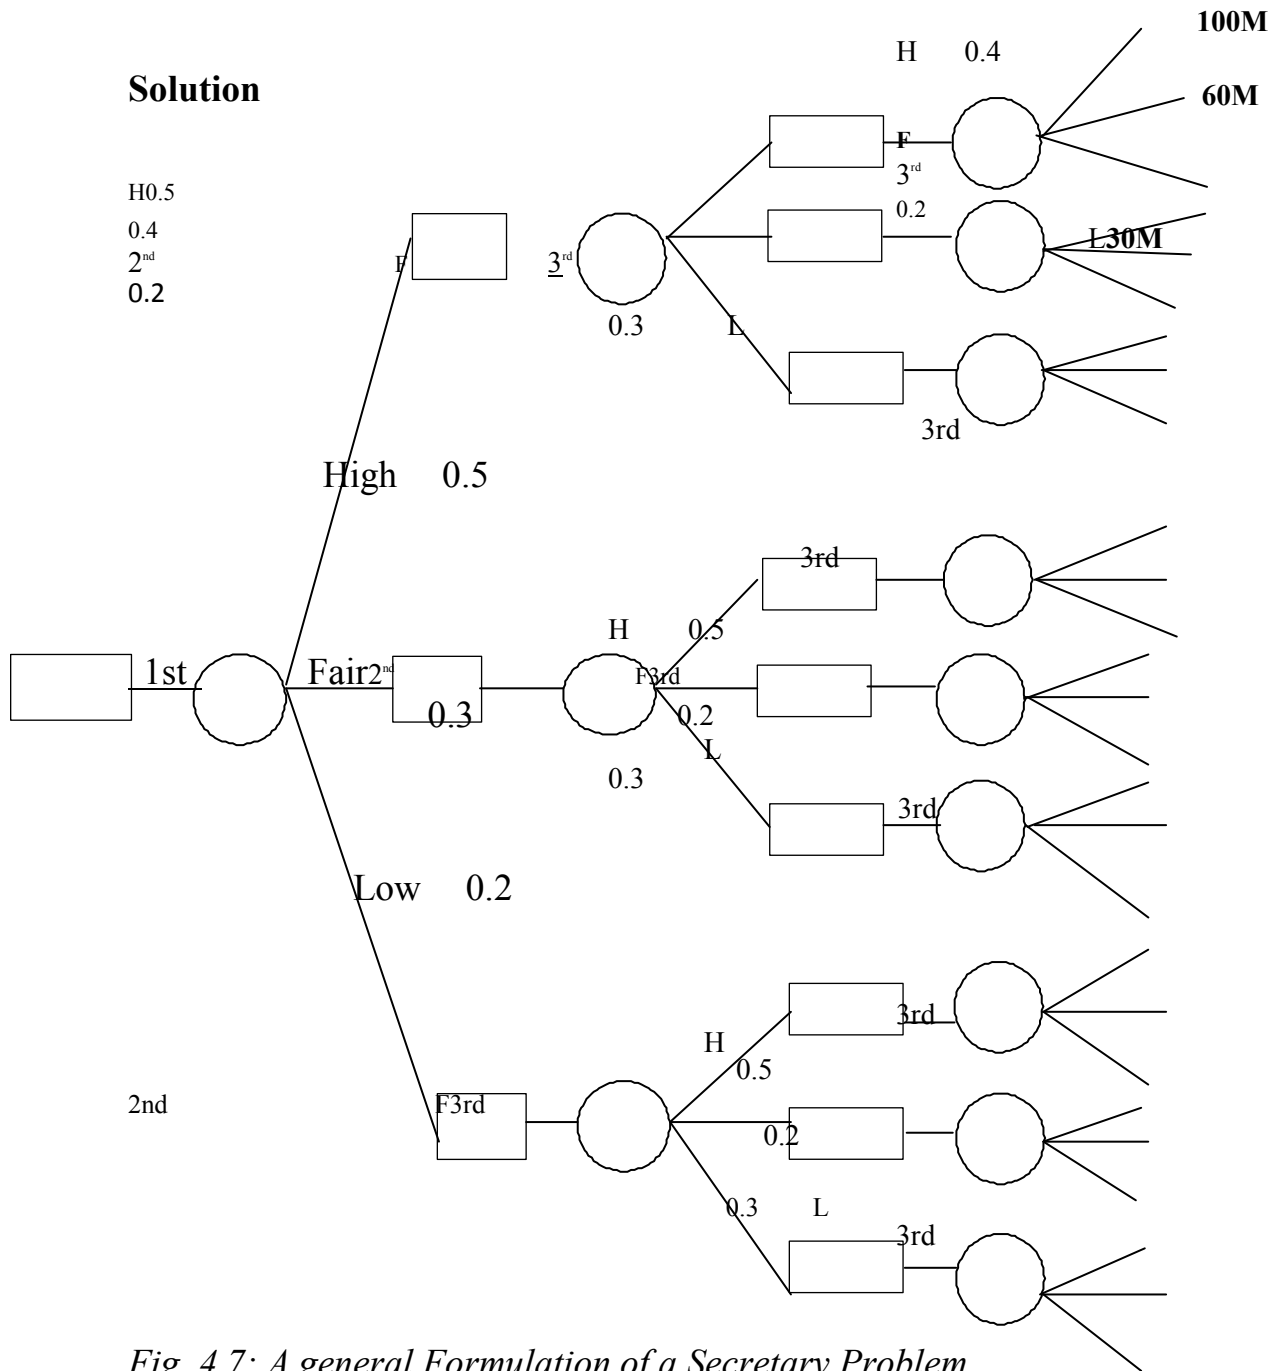 100M
H 0.4
Solution
60M
F
3rd
0.2
H0.5
0.4
2nd
0.2
F
3rd
L30M
0.3
L
3rd
High 0.5
3rd
H 0.5
1st
Fair2nd
F3rd
0.3
0.2
L
0.3
3rd
Low 0.2
3rd
H
0.5
2nd
F3rd
0.2
0.3 L
3rd
Fig. 4.7: A general Formulation of a Secretary Problem